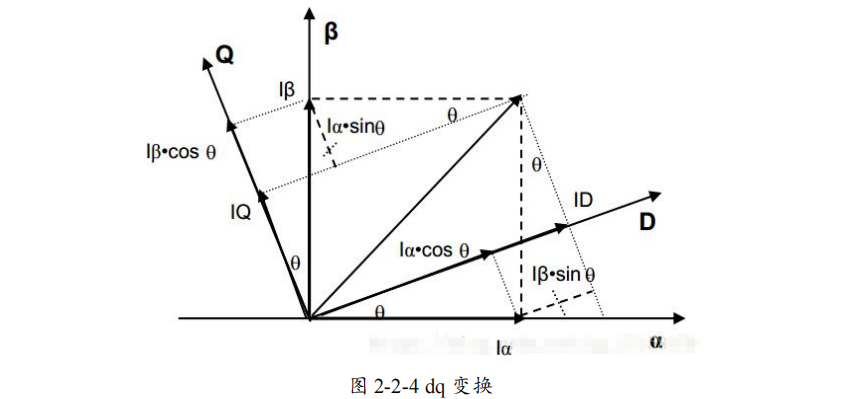 β
Q
Iβ
θ
Iα•sinθ
Iβ•cos θ
θ
ID
IQ
D
Iα•cos θ
θ
Iβ•sin θ
θ
Iα
α
图 2-2-4 dq 变换